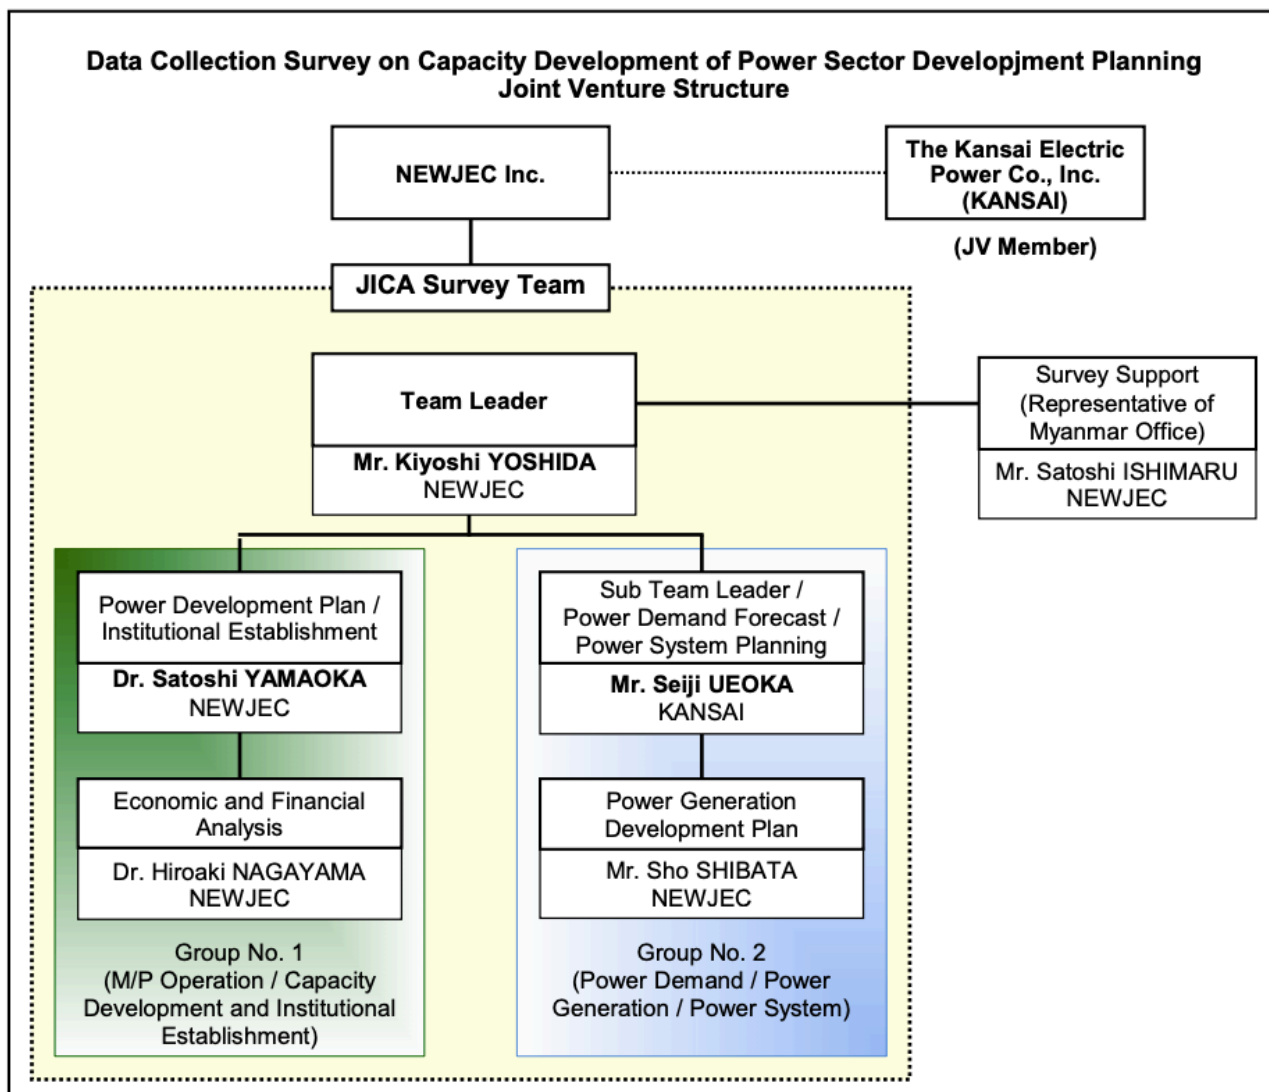 Data Collection Survey on Capacity Development of Power Sector Developjment Planning
Joint Venture Structure
NEWJEC Inc.
The Kansai Electric
Power Co., Inc.
(KANSAI)
(JV Member)
JICA Survey Team
Team Leader
Mr. Kiyoshi YOSHIDA
NEWJEC
Survey Support
(Representative of
Myanmar Office)
Mr. Satoshi ISHIMARU
NEWJEC
Power Development Plan /
Institutional Establishment
Dr. Satoshi YAMAOKA
NEWJEC
Economic and Financial
Analysis
Dr. Hiroaki NAGAYAMA
NEWJEC
Group No. 1
(M/P Operation / Capacity
Development and Institutional
Establishment)
Sub Team Leader /
Power Demand Forecast /
Power System Planning
Mr. Seiji UEOKA
KANSAI
Power Generation
Development Plan
Mr. Sho SHIBATA
NEWJEC
Group No. 2
(Power Demand / Power
Generation / Power System)